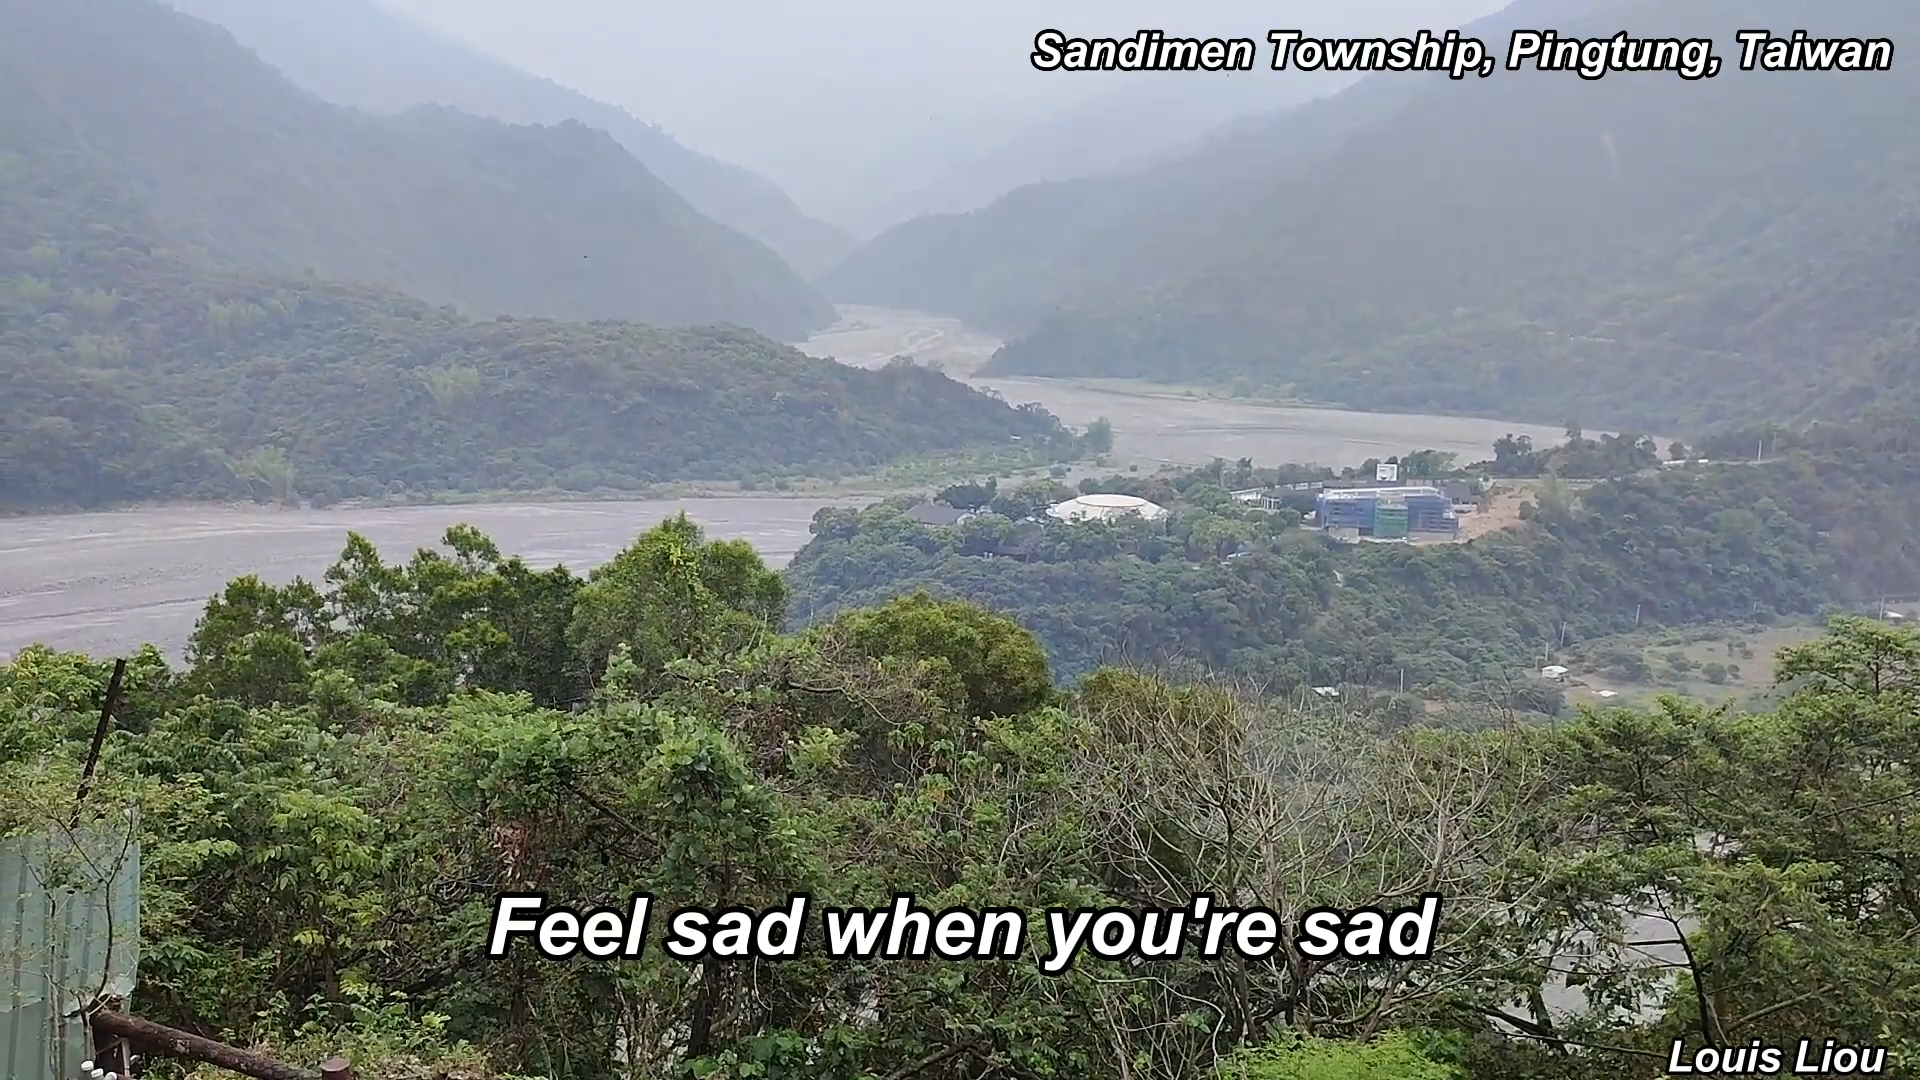 Sandimen Township, Pingtung, Taiwan
Feel sad when you're sad
Louis Liou